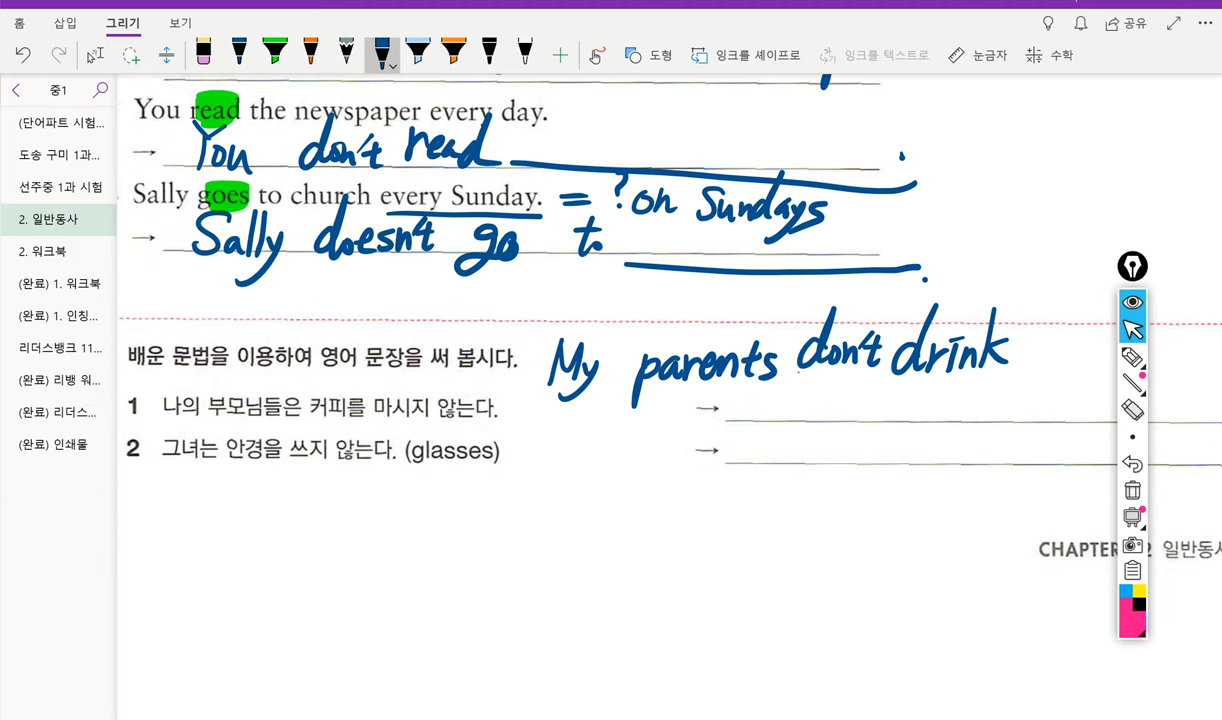 홈 삽입 그리기 보기
공유
도형 잉크를 셰이프로 잉크를 텍스트로 눈금자 수학
중1
(단어파트 시험...
도송 구미 1과...
선주중 1과 시험
2. 일반동사
2. 워크북
(완료) 1. 워크북
(완료) 1. 인칭...
리더스뱅크 11...
(완료) 리뱅 워...
(완료) 리더스...
(완료) 인쇄물
You read the newspaper every day.
→ You don't read .
Sally goes to church every Sunday. = ? on Sundays
→ Sally doesn't go to .
배운 문법을 이용하여 영어 문장을 써 봅시다. My parents don't drink
1 나의 부모님들은 커피를 마시지 않는다. →
2 그녀는 안경을 쓰지 않는다. (glasses) →
CHAPTER 2 일반동사